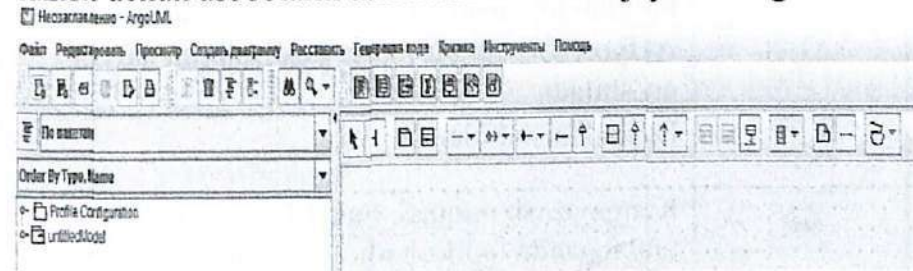 Неозаглавлено - ArgoUML
Файл Редактировать Просмотр Создать диаграмму Расставить Генерация кода Критика Инструменты Помощь
По пакетам
Order By Type, Name
Profile Configuration
untitledModel